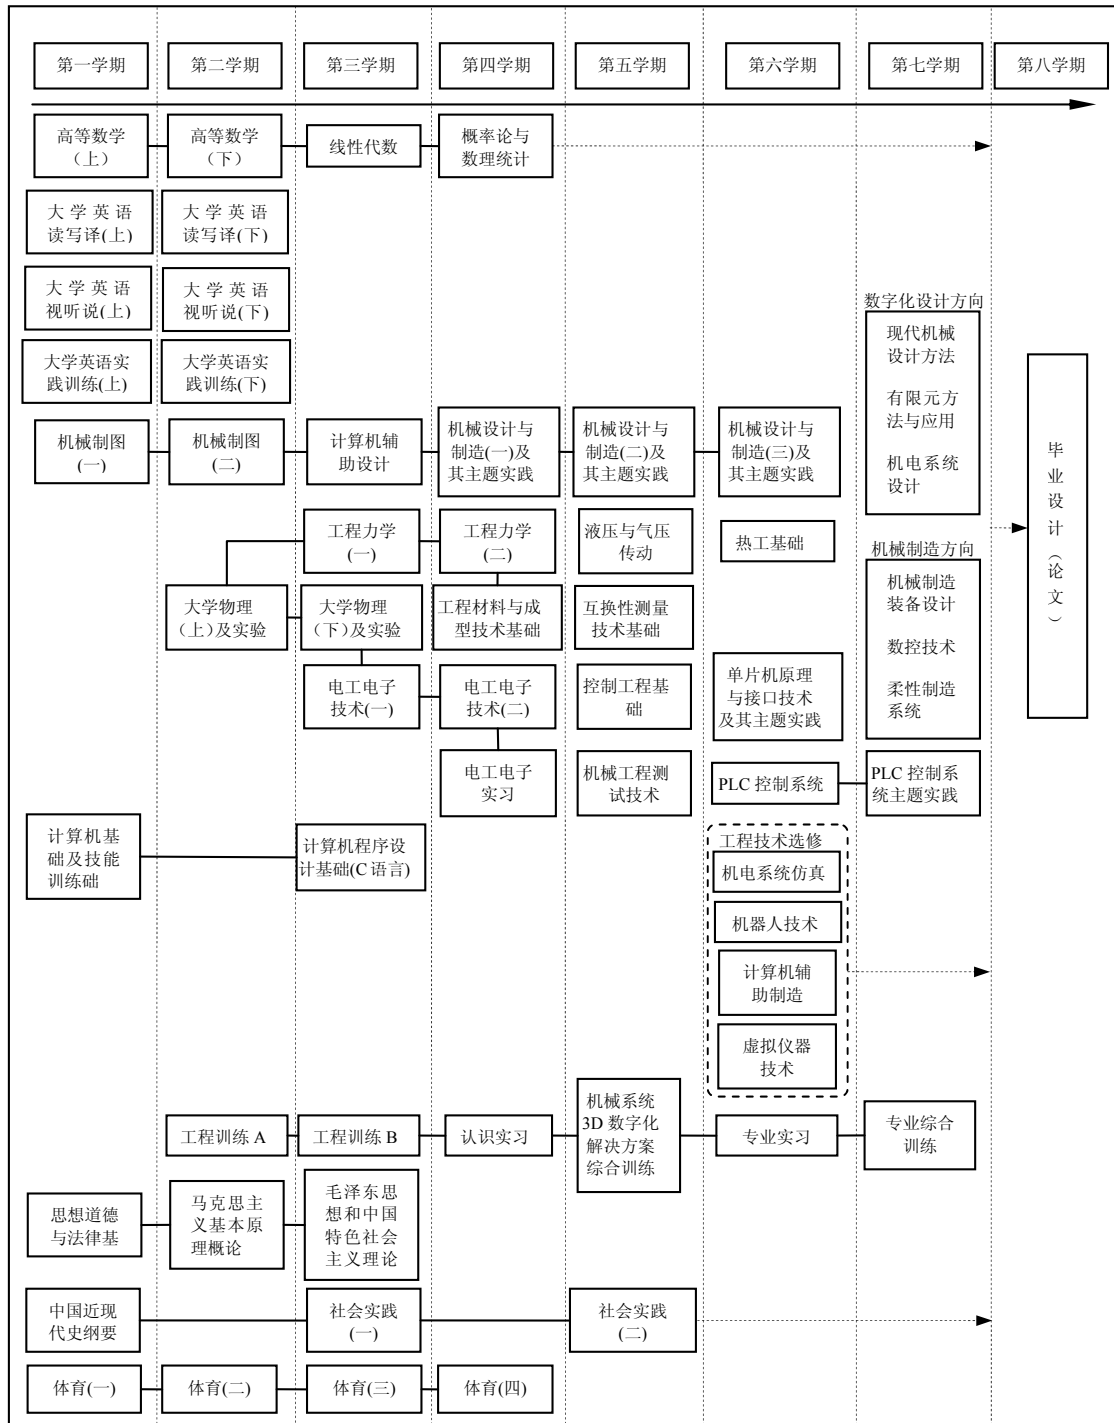 第一学期
第二学期
第三学期
第四学期
第五学期
第六学期
第七学期
第八学期
高等数学
（上）
高等数学
（下）
线性代数
概率论与
数理统计
大学英语
读写译(上)
大学英语
读写译(下)
大学英语
视听说(上)
大学英语
视听说(下)
大学英语实
践训练(上)
大学英语实
践训练(下)
数字化设计方向
现代机械
设计方法
有限元方
法与应用
机电系统
设计
机械制图
(一)
机械制图
(二)
计算机辅
助设计
机械设计与
制造(一)及
其主题实践
机械设计与
制造(二)及
其主题实践
机械设计与
制造(三)及
其主题实践
毕业设计（论文）
工程力学
(一)
工程力学
(二)
液压与气压
传动
热工基础
机械制造方向
机械制造
装备设计
数控技术
柔性制造
系统
大学物理
（上）及实验
大学物理
（下）及实验
工程材料与成
型技术基础
互换性测量
技术基础
电工电子
技术(一)
电工电子
技术(二)
控制工程基
础
单片机原理
与接口技术
及其主题实践
电工电子
实习
机械工程测
试技术
PLC 控制系统
PLC 控制系
统主题实践
计算机基
础及技能
训练础
计算机程序设
计基础(C 语言)
工程技术选修
机电系统仿真
机器人技术
计算机辅
助制造
虚拟仪器
技术
工程训练 A
工程训练 B
认识实习
机械系统
3D 数字化
解决方案
综合训练
专业实习
专业综合
训练
思想道德
与法律基
马克思主
义基本原
理概论
毛泽东思
想和中国
特色社会
主义理论
中国近现
代史纲要
社会实践
(一)
社会实践
(二)
体育(一)
体育(二)
体育(三)
体育(四)